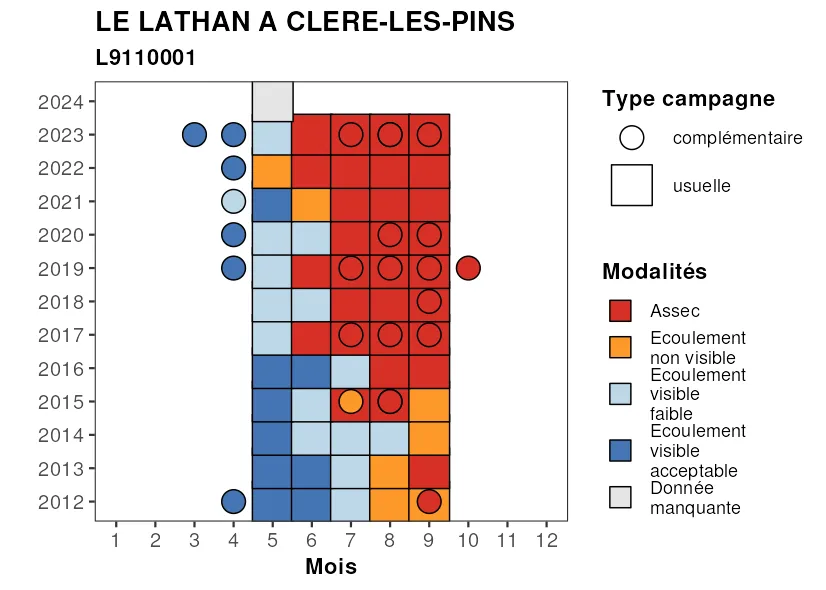 LE LATHAN A CLERE-LES-PINS
L9110001
2024
2023
2022
2021
2020
2019
2018
2017
2016
2015
2014
2013
2012
1 2 3 4 5 6 7 8 9 10 11 12
Mois
Type campagne
complémentaire
usuelle
Modalités
Assec
Ecoulement
non visible
Ecoulement
visible
faible
Ecoulement
visible
acceptable
Donnée
manquante